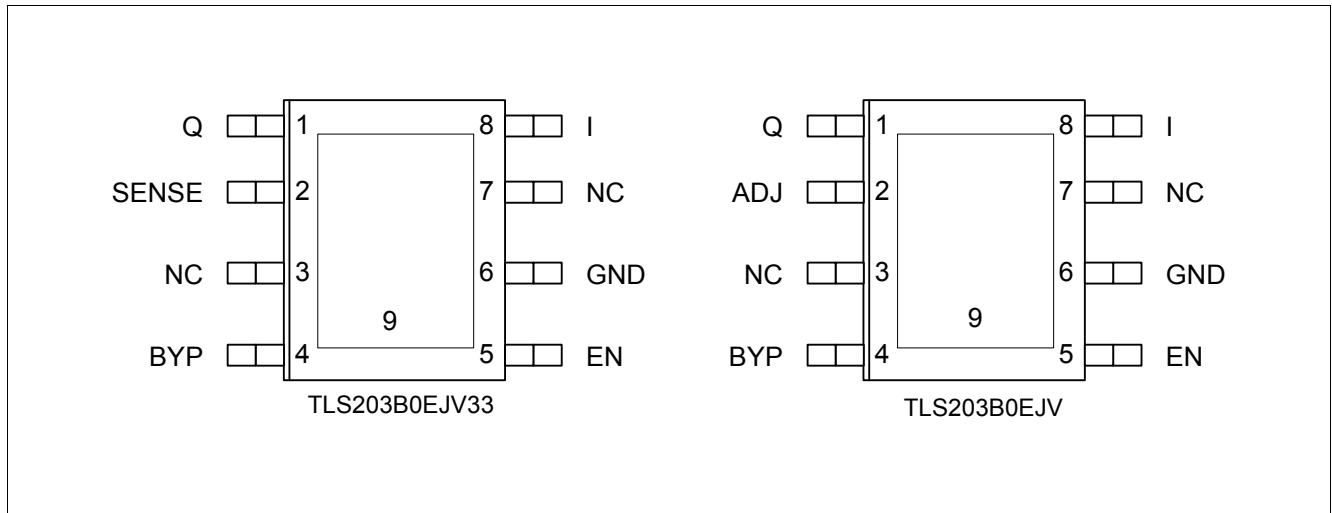 Q 1 8 I
SENSE 2 7 NC
NC 3 6 GND
9
BYP 4 5 EN
TLS203B0EJV33
Q 1 8 I
ADJ 2 7 NC
NC 3 6 GND
9
BYP 4 5 EN
TLS203B0EJV